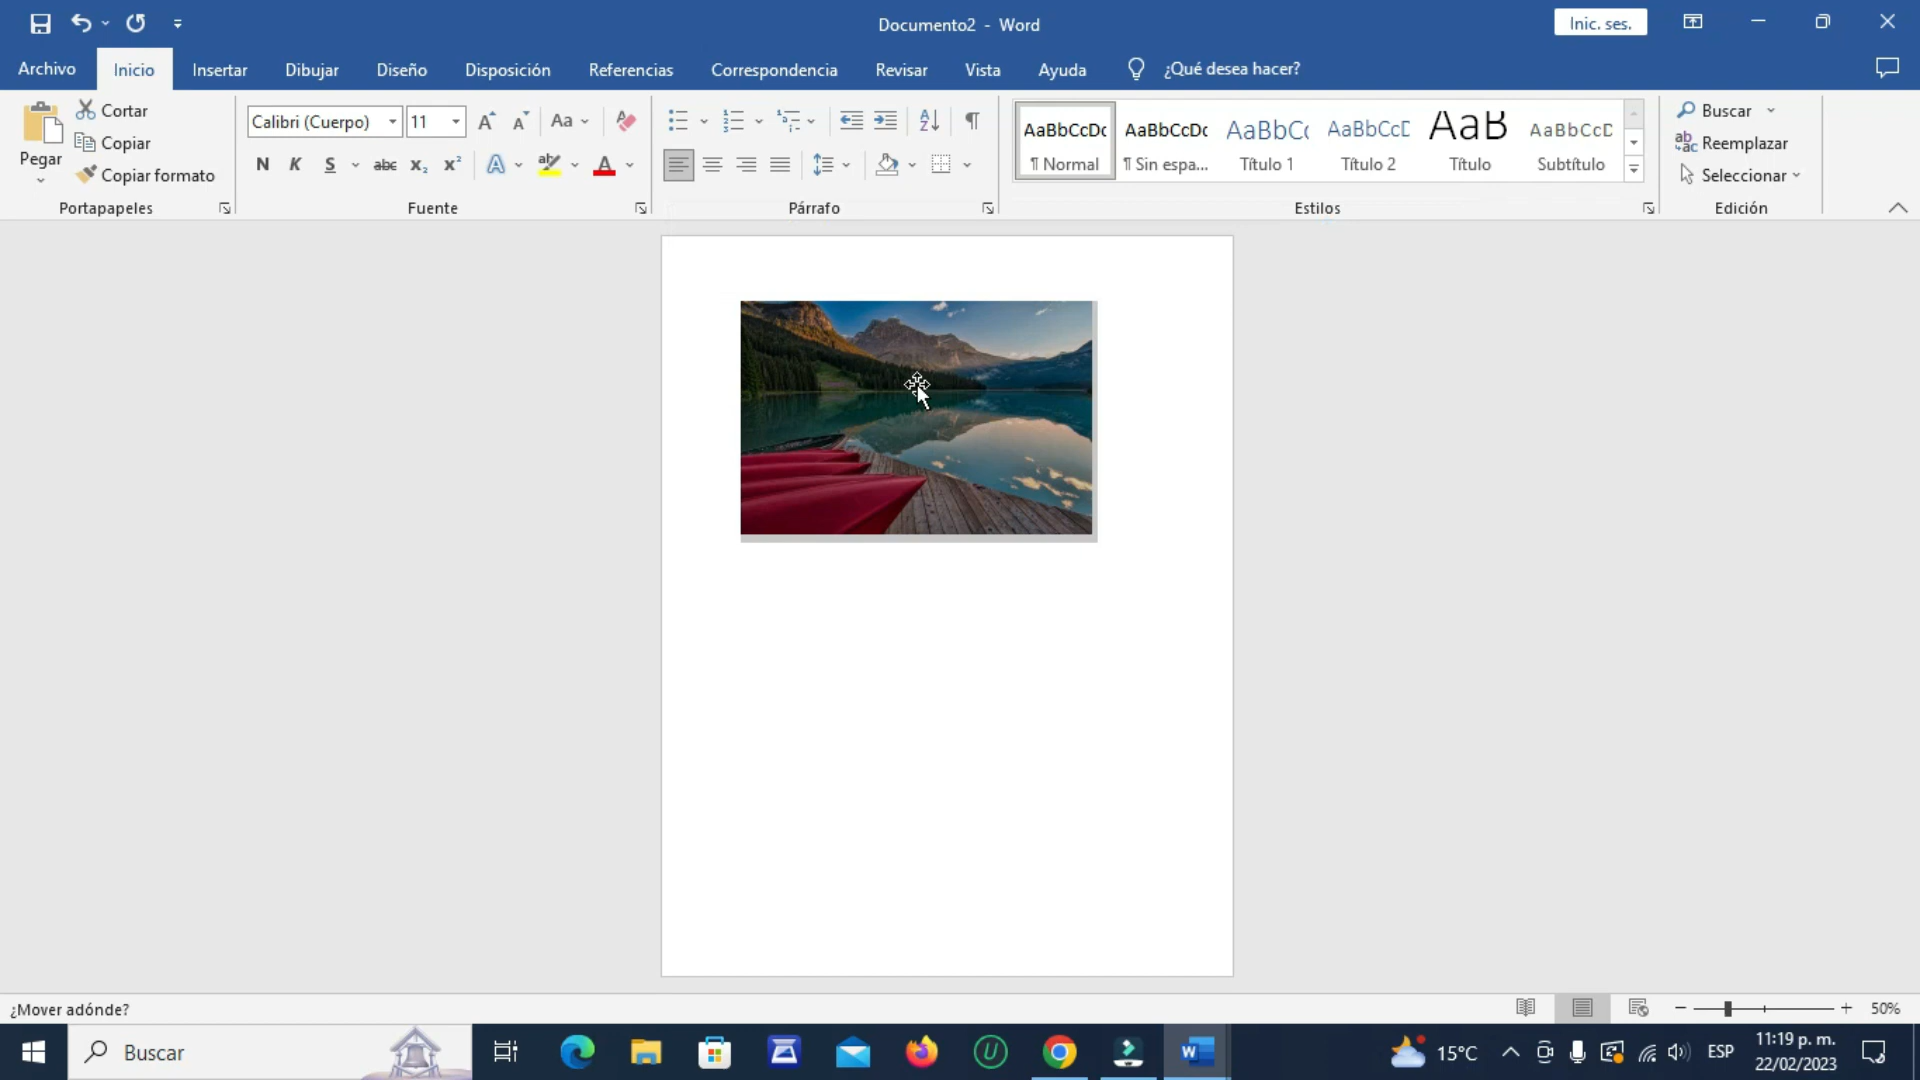 Documento2 - Word
Inic. ses.
Archivo Inicio Insertar Dibujar Diseño Disposición Referencias Correspondencia Revisar Vista Ayuda ¿Qué desea hacer?
Pegar
Cortar
Copiar
Copiar formato
Portapapeles
Calibri (Cuerpo) 11 A A Aa A
N K S abc x₂ x² A ab A
Fuente
A Z ¶
Párrafo
AaBbCcDc AaBbCcDc AaBbCc AaBbCcD AaB AaBbCcD
¶ Normal ¶ Sin espa... Título 1 Título 2 Título Subtítulo
Estilos
Buscar
Reemplazar
Seleccionar
Edición
¿Mover adónde?
50%
Buscar
15°C
ESP
11:19 p. m.
22/02/2023